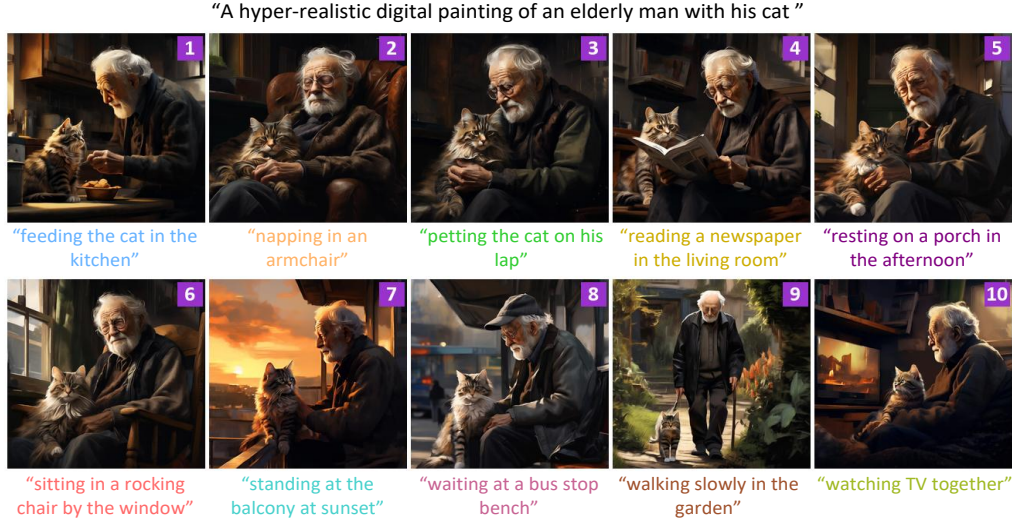 “A hyper-realistic digital painting of an elderly man with his cat ”
1
2
3
4
5
“feeding the cat in the
kitchen”
“napping in an
armchair”
“petting the cat on his
lap”
“reading a newspaper
in the living room”
“resting on a porch in
the afternoon”
6
7
8
9
10
“sitting in a rocking
chair by the window”
“standing at the
balcony at sunset”
“waiting at a bus stop
bench”
“walking slowly in the
garden”
“watching TV together”